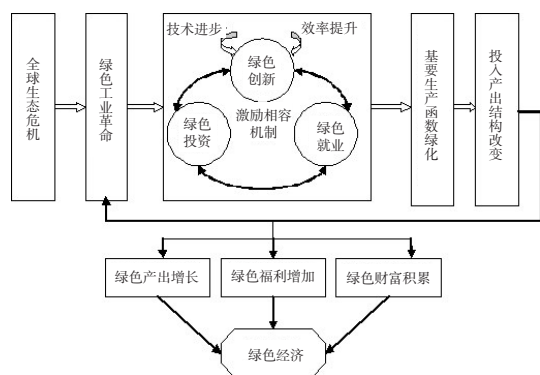 全球生态危机
绿色工业革命
技术进步
效率提升
绿色
创新
激励相容
机制
绿色
投资
绿色
就业
基要生产函数绿化
投入产出结构改变
绿色产出增长
绿色福利增加
绿色财富积累
绿色经济